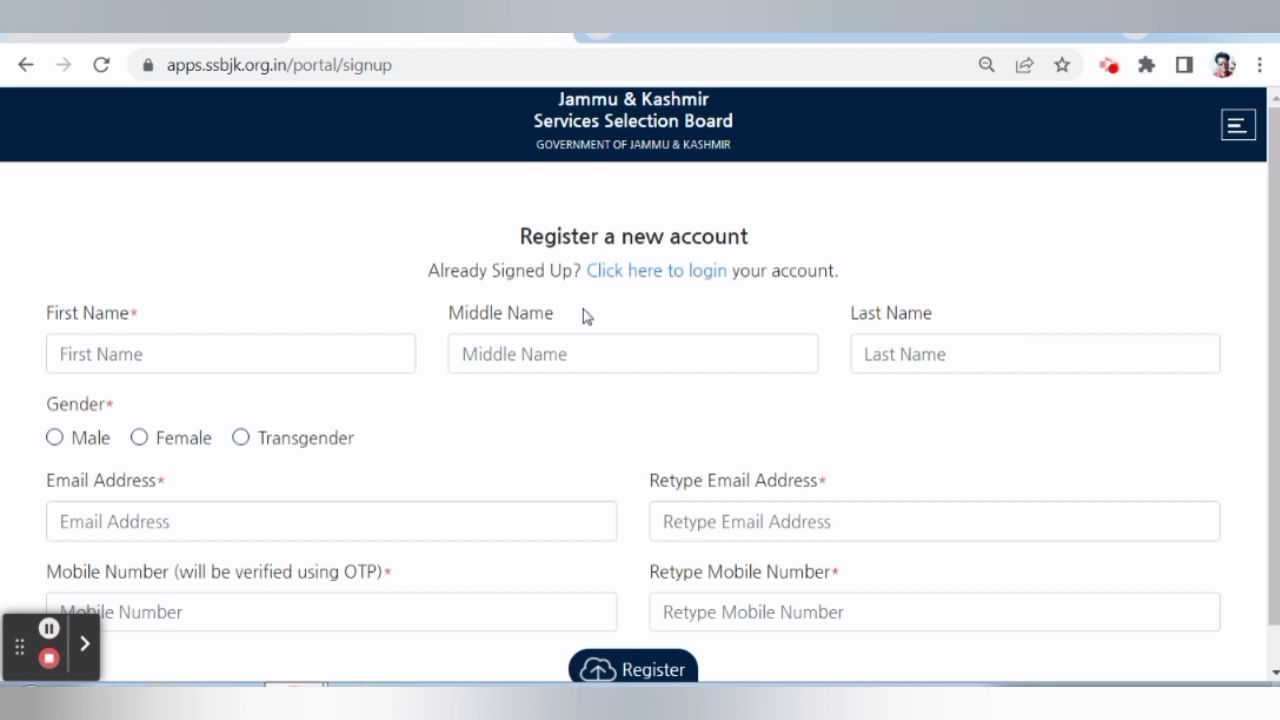 apps.ssbjk.org.in/portal/signup
Jammu & Kashmir
Services Selection Board
GOVERNMENT OF JAMMU & KASHMIR
Register a new account
Already Signed Up? Click here to login your account.
First Name* Middle Name Last Name
First Name Middle Name Last Name
Gender*
Male Female Transgender
Email Address* Retype Email Address*
Email Address Retype Email Address
Mobile Number (will be verified using OTP)* Retype Mobile Number*
Mobile Number Retype Mobile Number
Register